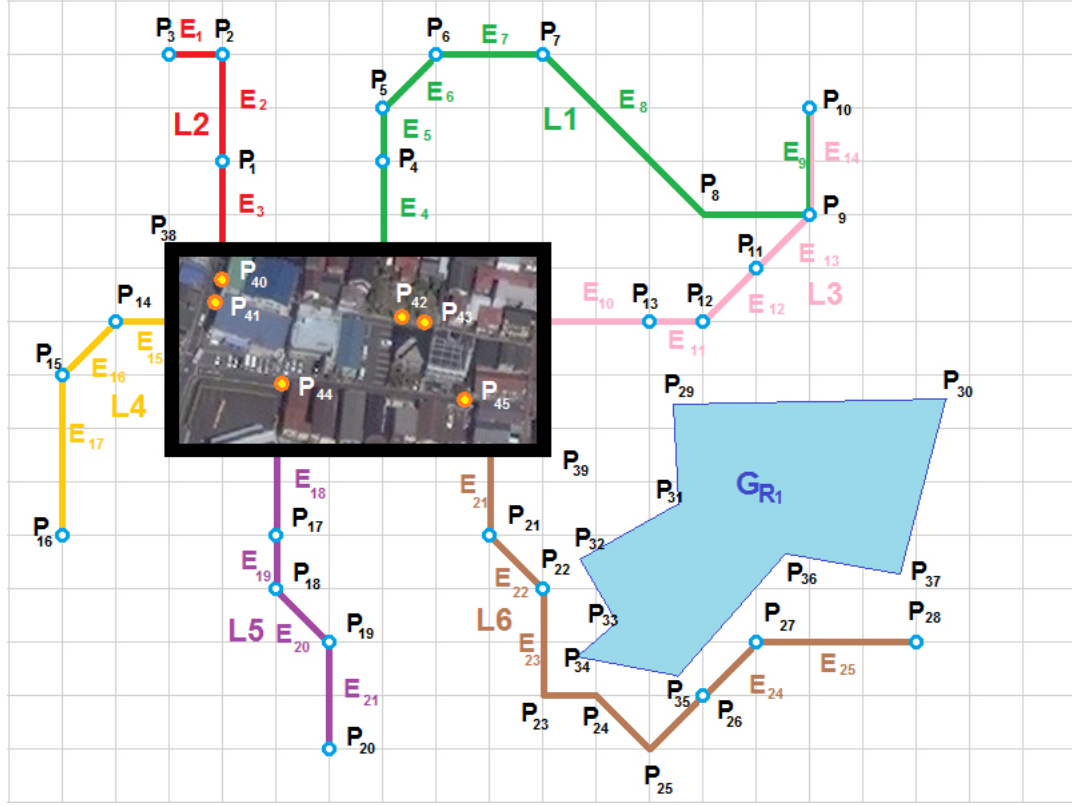 P3 E1 P2
P6 E7 P7
P5 E6
E2 L2 E5 L1 E8 P10
P1 P4 E9 E14
E3 E4 P8 P9
P38 P11 E13
P40 P14 P41 P42 P43 E10 P13 P12 E12 L3
E15 E11
P15 E16 P44 P45 P29 P30
L4
E17
P39
E18 E21 P31 GR1
P16 P17 P21
P32
E19 P18 E22 P22 P36 P37
P33 P28
L5 E20 P19 L6 P27
E23 P34 E25
E21 P35 E24
P23 P24 P26
P20
P25